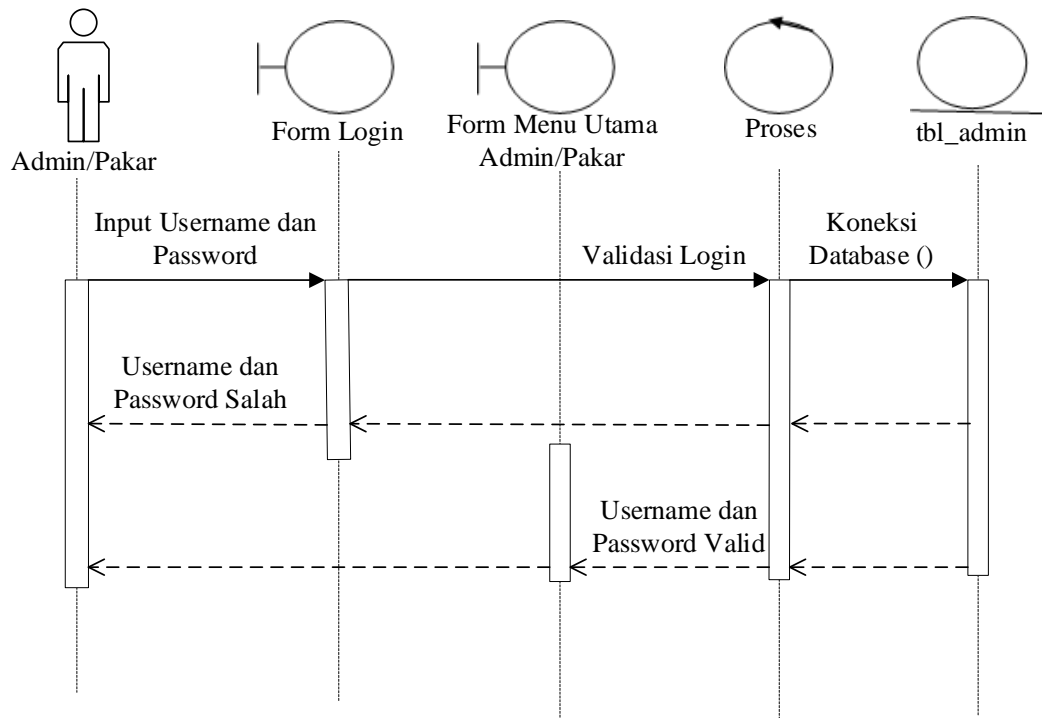 Admin/Pakar
Form Login
Form Menu Utama
Admin/Pakar
Proses
tbl_admin
Input Username dan
Password
Validasi Login
Koneksi
Database ()
Username dan
Password Salah
Username dan
Password Valid